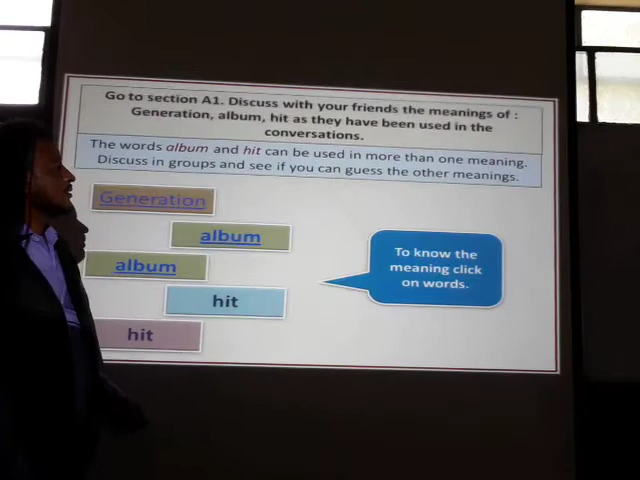 Go to section A1. Discuss with your friends the meanings of :
Generation, album, hit as they have been used in the
conversations.
The words album and hit can be used in more than one meaning.
Discuss in groups and see if you can guess the other meanings.
Generation
album
album
hit
hit
To know the
meaning click
on words.